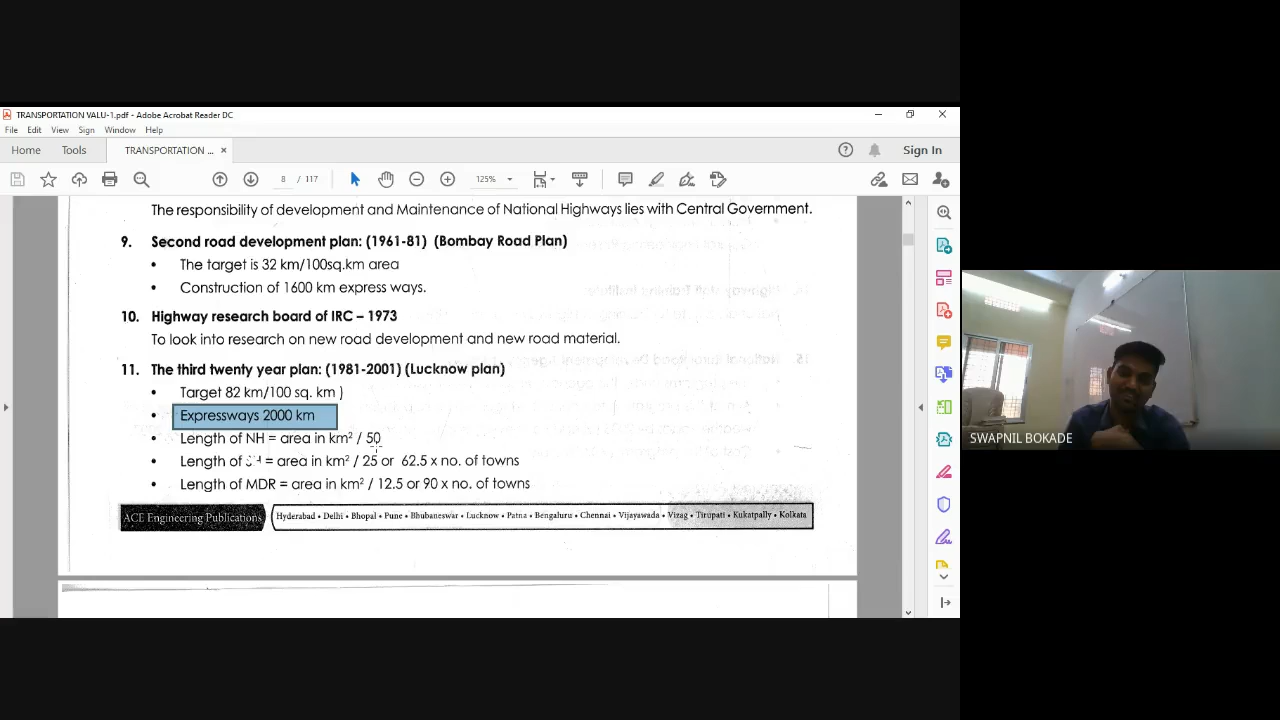 TRANSPORTATION VALU-1.pdf - Adobe Acrobat Reader DC
File Edit View Sign Window Help
Home Tools TRANSPORTATION ... × Sign In
8 / 117 125%
The responsibility of development and Maintenance of National Highways lies with Central Government.
9. Second road development plan: (1961-81) (Bombay Road Plan)
• The target is 32 km/100sq.km area
• Construction of 1600 km express ways.
10. Highway research board of IRC – 1973
To look into research on new road development and new road material.
11. The third twenty year plan: (1981-2001) (Lucknow plan)
• Target 82 km/100 sq. km )
• Expressways 2000 km
• Length of NH = area in km² / 50
• Length of = area in km² / 25 or 62.5 x no. of towns
• Length of MDR = area in km² / 12.5 or 90 x no. of towns
ACE Engineering Publications Hyderabad • Delhi • Bhopal • Pune • Bhubaneswar • Lucknow • Patna • Bengaluru • Chennai • Vijayawada • Vizag • Tirupati • Kukatpally • Kolkata
SWAPNIL BOKADE